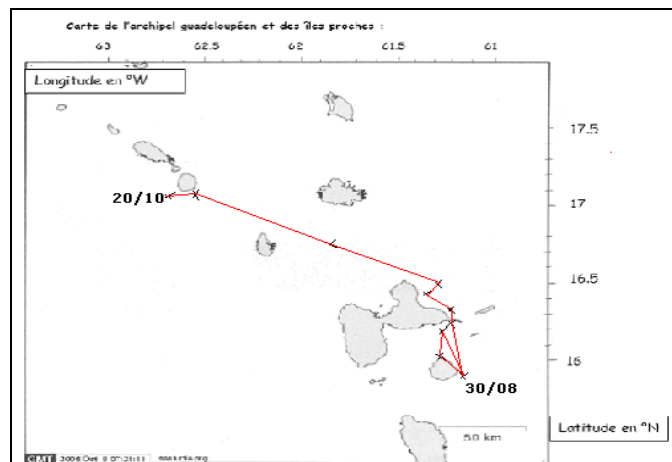 Carte de l'archipel guadeloupéen et des îles proches :
63 62.5 62 61.5 61
Longitude en °W
17.5
20/10
17
16.5
16
30/08
50 km
Latitude en °N
GMT